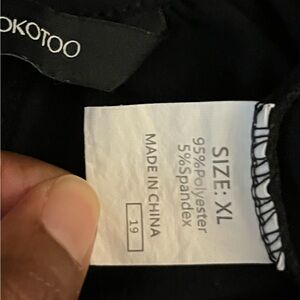 OKOTOO
SIZE: XL
95%Polyester
5%Spandex
MADE IN CHINA
19